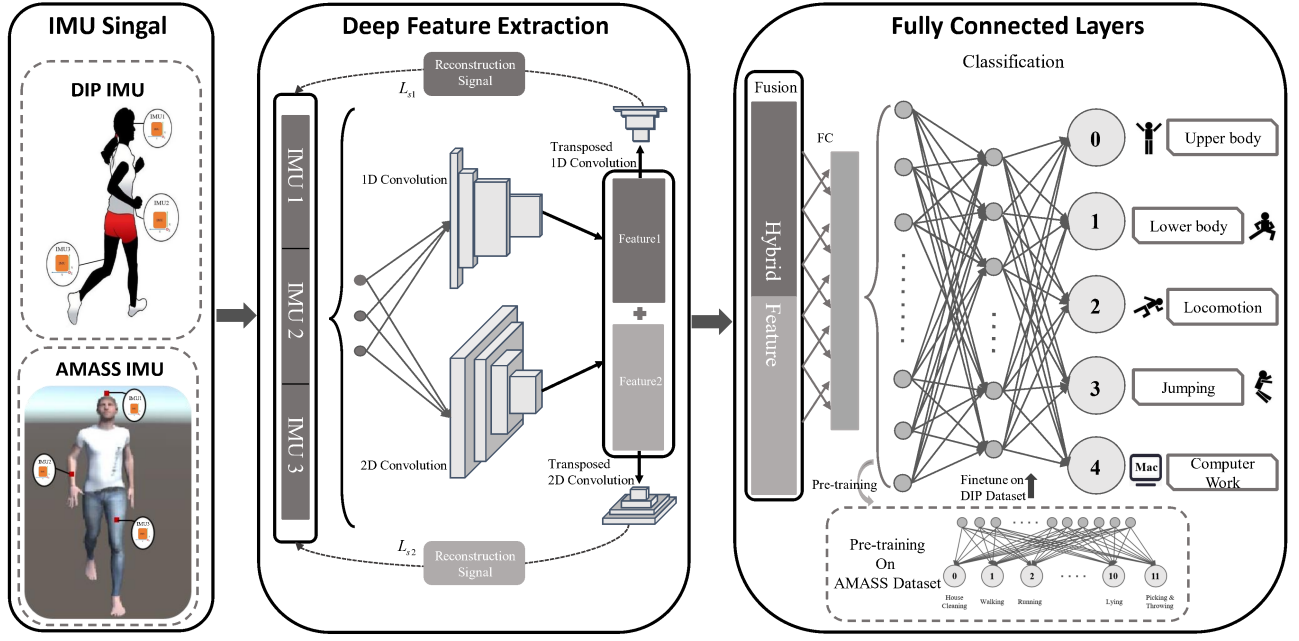 IMU Singal
DIP IMU
IMU1
IMU2
IMU3
AMASS IMU
IMU1
IMU2
IMU3
Deep Feature Extraction
Reconstruction
Signal
Ls1
IMU 1
IMU 2
IMU 3
1D Convolution
2D Convolution
Transposed
1D Convolution
Feature1
Feature2
Transposed
2D Convolution
Ls2
Reconstruction
Signal
Fully Connected Layers
Classification
Fusion
Hybrid
Feature
FC
0
Upper body
1
Lower body
2
Locomotion
3
Jumping
4
Mac
Computer
Work
Pre-training
Finetune on
DIP Dataset
Pre-training
On
AMASS Dataset
0
1
2
10
11
House
Cleaning
Walking
Running
Lying
Picking &
Throwing